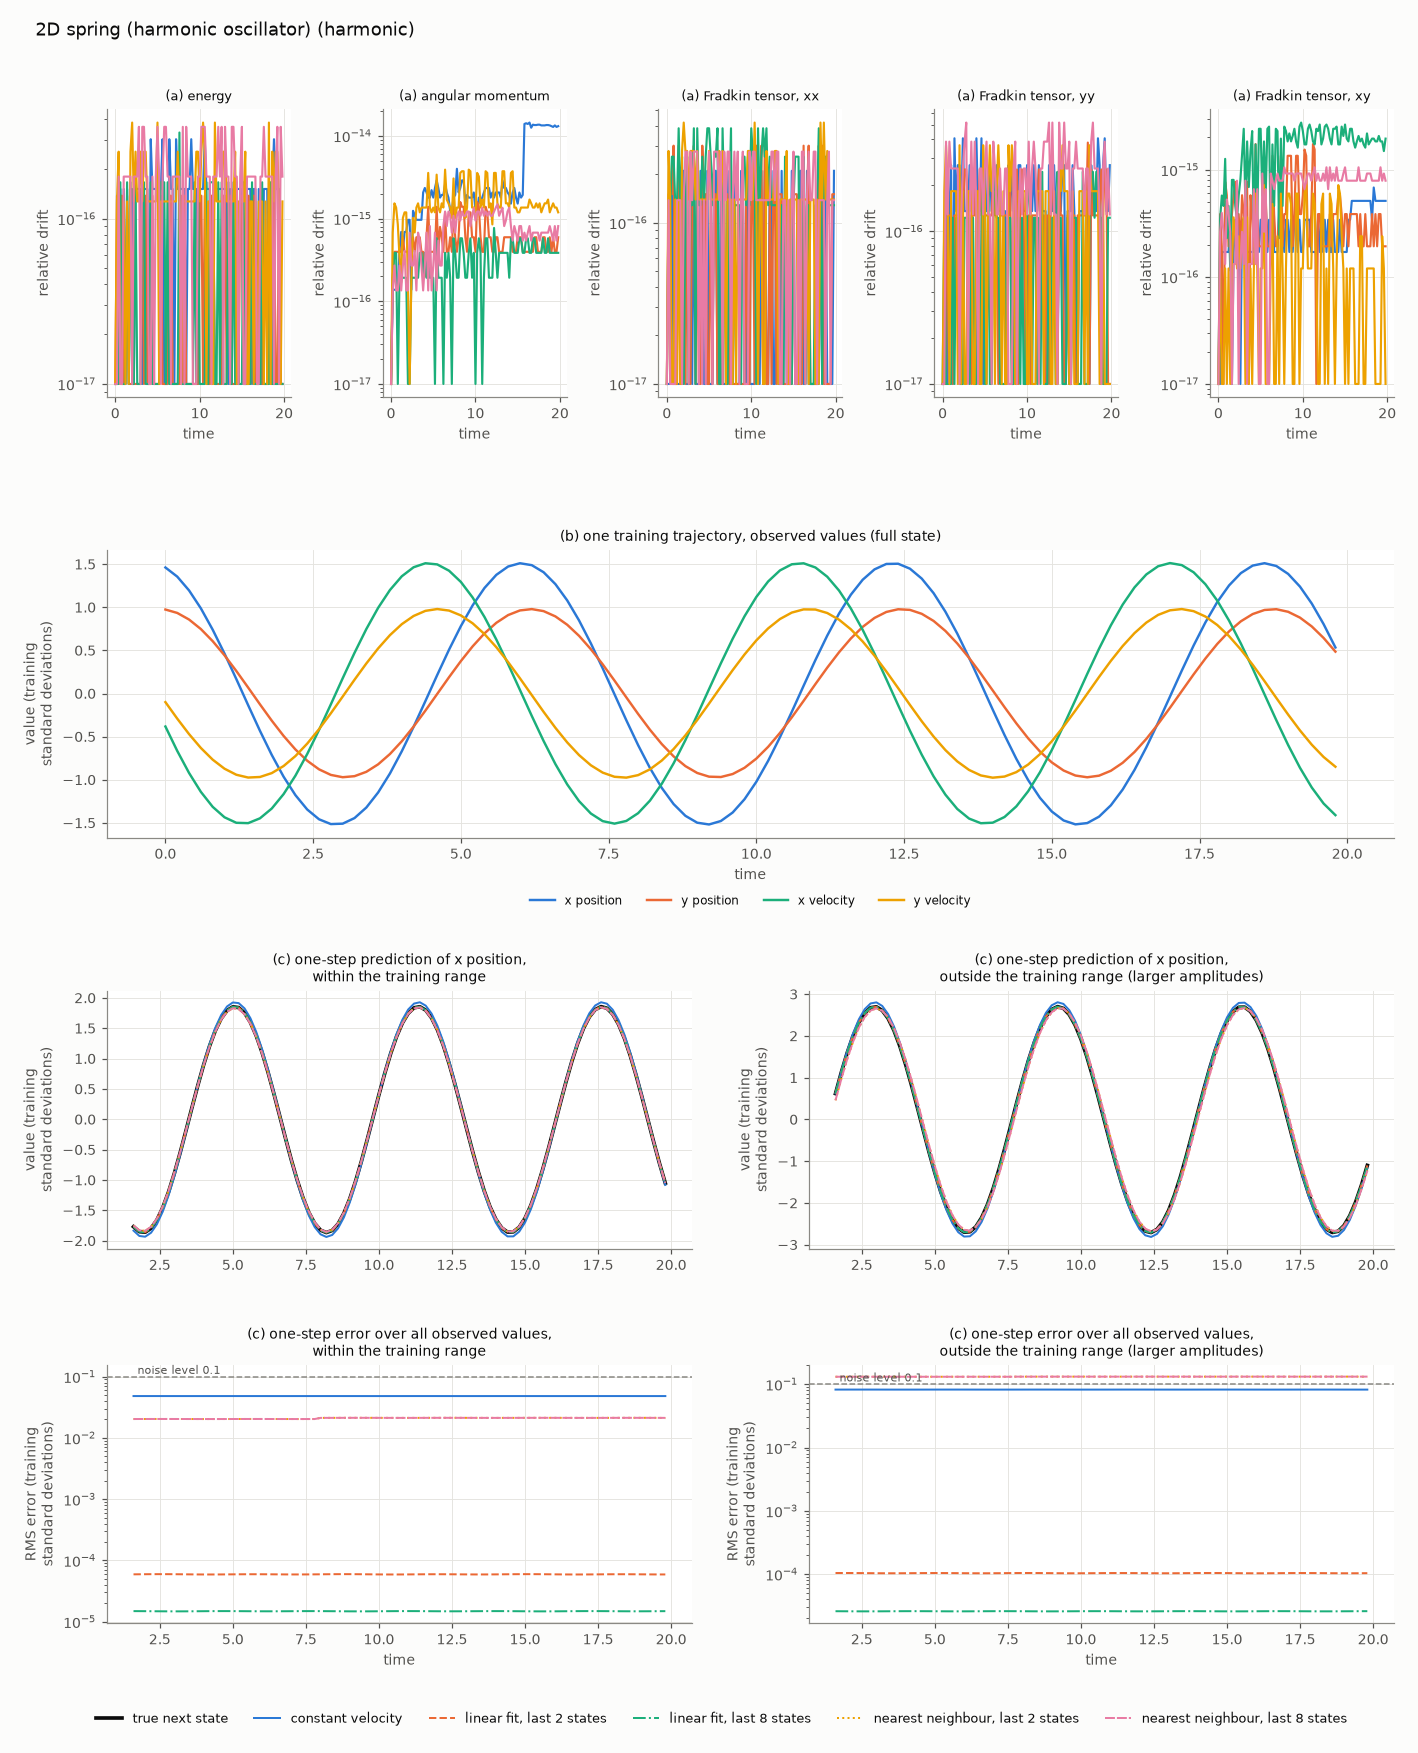 2D spring (harmonic oscillator) (harmonic)
(a) energy
(a) angular momentum
(a) Fradkin tensor, xx
(a) Fradkin tensor, yy
(a) Fradkin tensor, xy
relative drift
10⁻¹⁶
10⁻¹⁷
0 10 20
time
relative drift
10⁻¹⁴
10⁻¹⁵
10⁻¹⁶
10⁻¹⁷
0 10 20
time
relative drift
10⁻¹⁶
10⁻¹⁷
0 10 20
time
relative drift
10⁻¹⁶
10⁻¹⁷
0 10 20
time
relative drift
10⁻¹⁵
10⁻¹⁶
10⁻¹⁷
0 10 20
time
(b) one training trajectory, observed values (full state)
value (training
standard deviations)
1.5
1.0
0.5
0.0
−0.5
−1.0
−1.5
0.0 2.5 5.0 7.5 10.0 12.5 15.0 17.5 20.0
time
x position y position x velocity y velocity
(c) one-step prediction of x position,
within the training range
value (training
standard deviations)
2.0
1.5
1.0
0.5
0.0
−0.5
−1.0
−1.5
−2.0
2.5 5.0 7.5 10.0 12.5 15.0 17.5 20.0
(c) one-step prediction of x position,
outside the training range (larger amplitudes)
value (training
standard deviations)
3
2
1
0
−1
−2
−3
2.5 5.0 7.5 10.0 12.5 15.0 17.5 20.0
(c) one-step error over all observed values,
within the training range
RMS error (training
standard deviations)
noise level 0.1
10⁻¹
10⁻²
10⁻³
10⁻⁴
10⁻⁵
2.5 5.0 7.5 10.0 12.5 15.0 17.5 20.0
time
(c) one-step error over all observed values,
outside the training range (larger amplitudes)
RMS error (training
standard deviations)
noise level 0.1
10⁻¹
10⁻²
10⁻³
10⁻⁴
2.5 5.0 7.5 10.0 12.5 15.0 17.5 20.0
time
true next state constant velocity linear fit, last 2 states linear fit, last 8 states nearest neighbour, last 2 states nearest neighbour, last 8 states